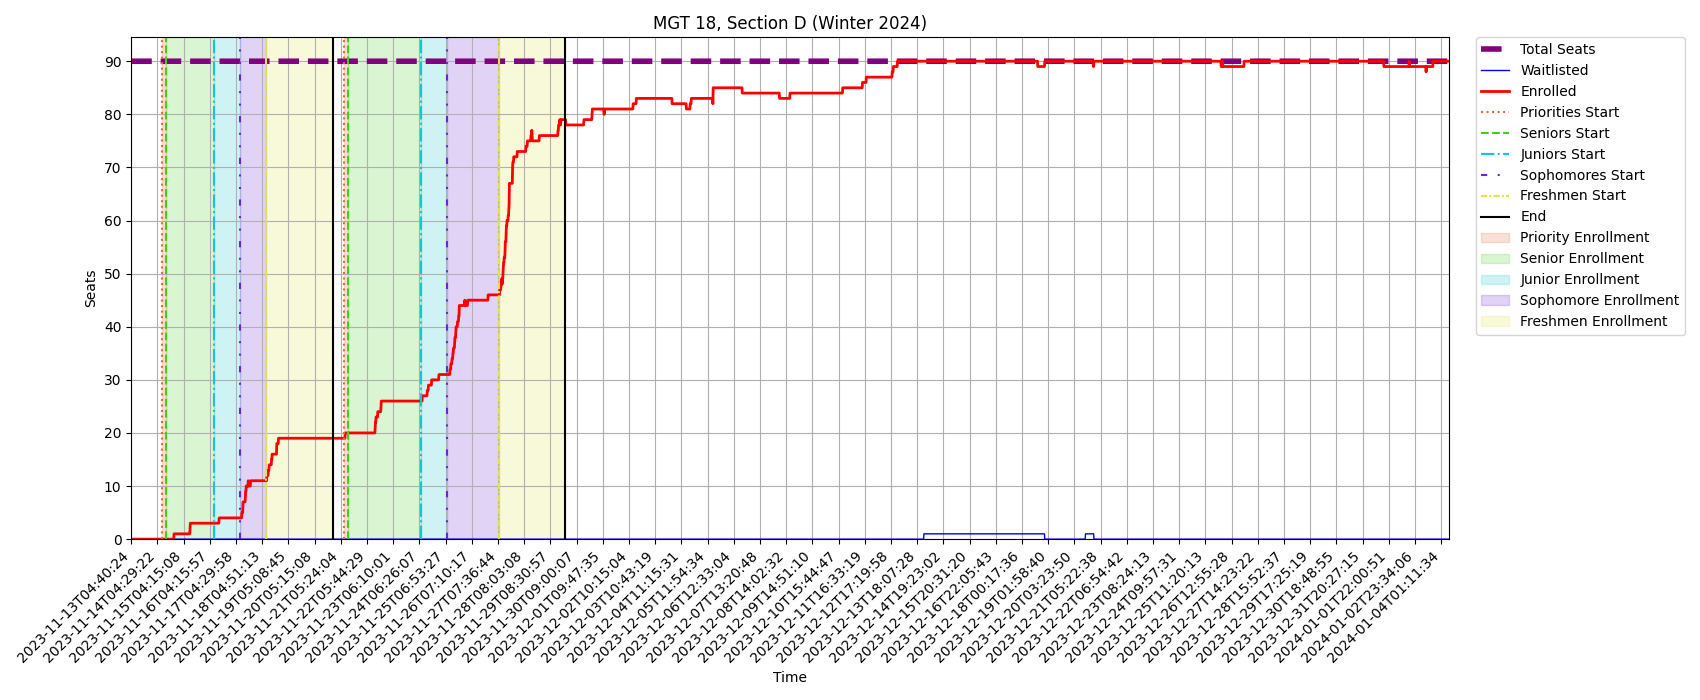 MGT 18, Section D (Winter 2024)
Seats
90
80
70
60
50
40
30
20
10
0
2023-11-13T04:40:24
2023-11-14T04:29:22
2023-11-15T04:15:08
2023-11-16T04:15:57
2023-11-17T04:29:58
2023-11-18T04:51:13
2023-11-19T05:08:45
2023-11-20T05:15:08
2023-11-21T05:24:04
2023-11-22T05:44:29
2023-11-23T06:10:01
2023-11-24T06:26:07
2023-11-25T06:53:27
2023-11-26T07:10:17
2023-11-27T07:36:44
2023-11-28T08:03:08
2023-11-29T08:30:57
2023-11-30T09:00:07
2023-12-01T09:47:35
2023-12-02T10:15:04
2023-12-03T10:43:19
2023-12-04T11:15:31
2023-12-05T11:54:34
2023-12-06T12:33:04
2023-12-07T13:20:48
2023-12-08T14:02:32
2023-12-09T14:51:10
2023-12-10T15:44:47
2023-12-11T16:33:19
2023-12-12T17:19:58
2023-12-13T18:07:28
2023-12-14T19:23:02
2023-12-15T20:31:20
2023-12-16T22:05:43
2023-12-18T00:17:36
2023-12-19T01:58:40
2023-12-20T03:23:50
2023-12-21T05:22:38
2023-12-22T06:54:42
2023-12-23T08:24:13
2023-12-24T09:57:31
2023-12-25T11:20:13
2023-12-26T12:55:28
2023-12-27T14:23:22
2023-12-28T15:52:37
2023-12-29T17:25:19
2023-12-30T18:48:55
2023-12-31T20:27:15
2024-01-01T22:00:51
2024-01-02T23:34:06
2024-01-04T01:11:34
Time
Total Seats
Waitlisted
Enrolled
Priorities Start
Seniors Start
Juniors Start
Sophomores Start
Freshmen Start
End
Priority Enrollment
Senior Enrollment
Junior Enrollment
Sophomore Enrollment
Freshmen Enrollment